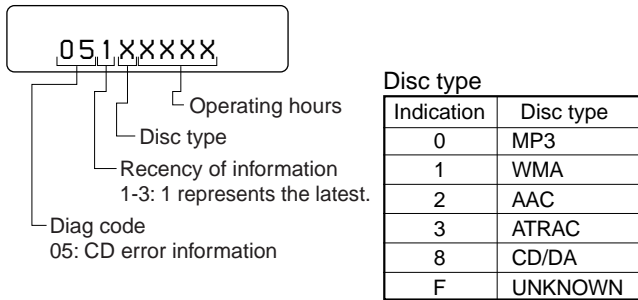 051XXXXX
Operating hours
Disc type
Recency of information
1-3: 1 represents the latest.
Diag code
05: CD error information
Disc type
Indication Disc type
0 MP3
1 WMA
2 AAC
3 ATRAC
8 CD/DA
F UNKNOWN